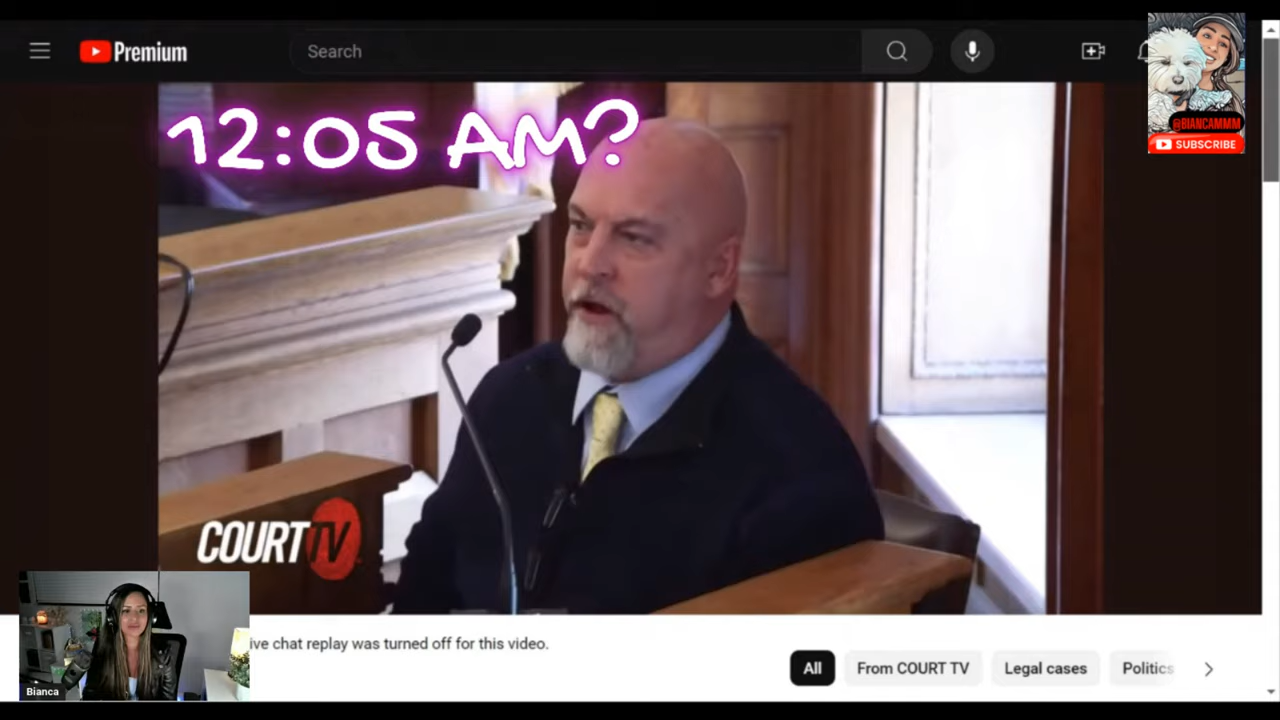 Premium
Search
@BIANCAMMM
SUBSCRIBE
12:05 AM?
COURT TV
Bianca
ive chat replay was turned off for this video.
All
From COURT TV
Legal cases
Politics